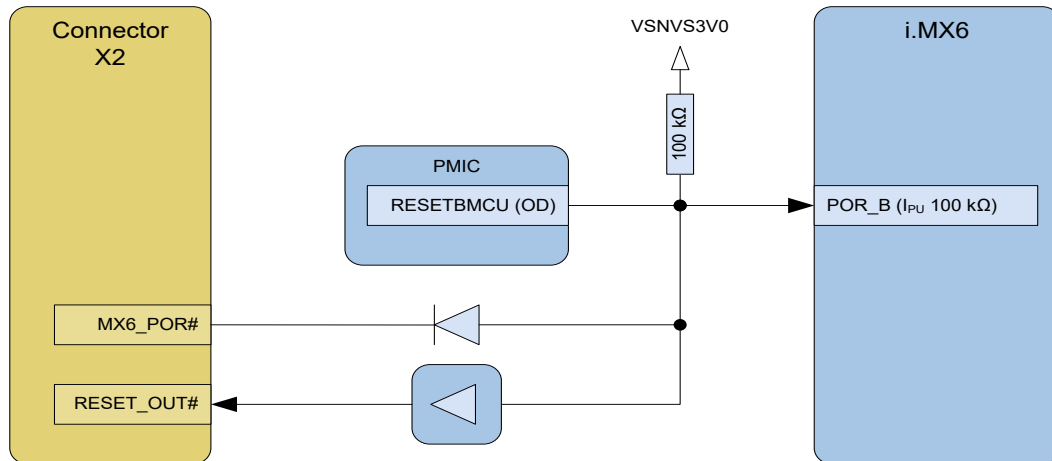 Connector
X2
VSNVS3V0
i.MX6
100 kΩ
PMIC
RESETBMCU (OD)
POR_B (IPU 100 kΩ)
MX6_POR#
RESET_OUT#